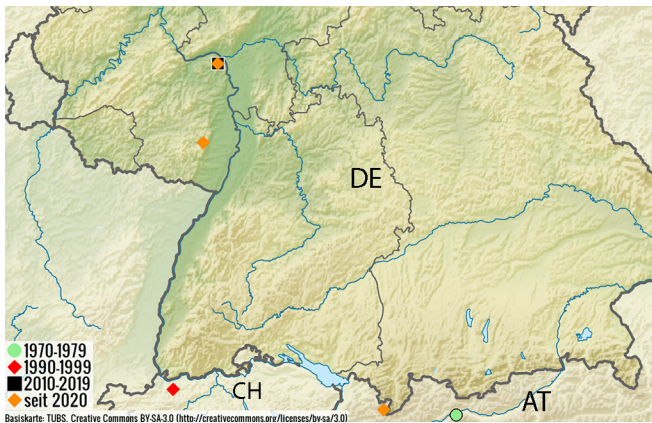 DE
1970-1979
1990-1999
2010-2019
seit 2020
CH
AT
Basiskarte: TUBS, Creative Commons BY-SA-3.0 (http://creativecommons.org/licenses/by-sa/3.0)